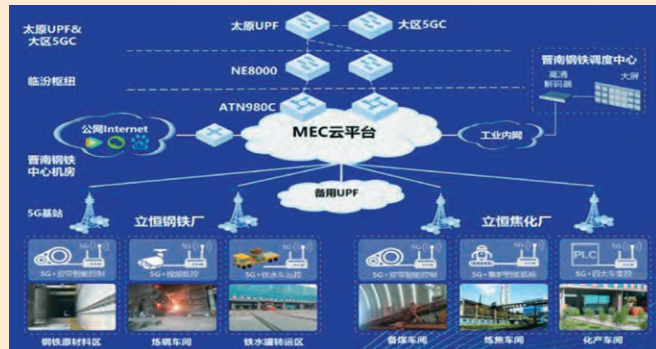 太原UPF&
大区5GC
太原UPF
大区5GC
临汾枢纽
NE8000
ATN980C
晋南钢铁调度中心
高清
解码器
大屏
公网Internet
MEC云平台
工业内网
晋南钢铁
中心机房
备用UPF
5G基站
立恒钢铁厂
立恒焦化厂
5G
5G+皮带智能控制
5G
5G+视频监控
5G
5G+铁水车远控
5G
5G+皮带智能控制
5G
PLC
5G
5G+四大车掌控
钢铁原材料区
炼钢车间
铁水罐转运区
备煤车间
炼焦车间
化产车间